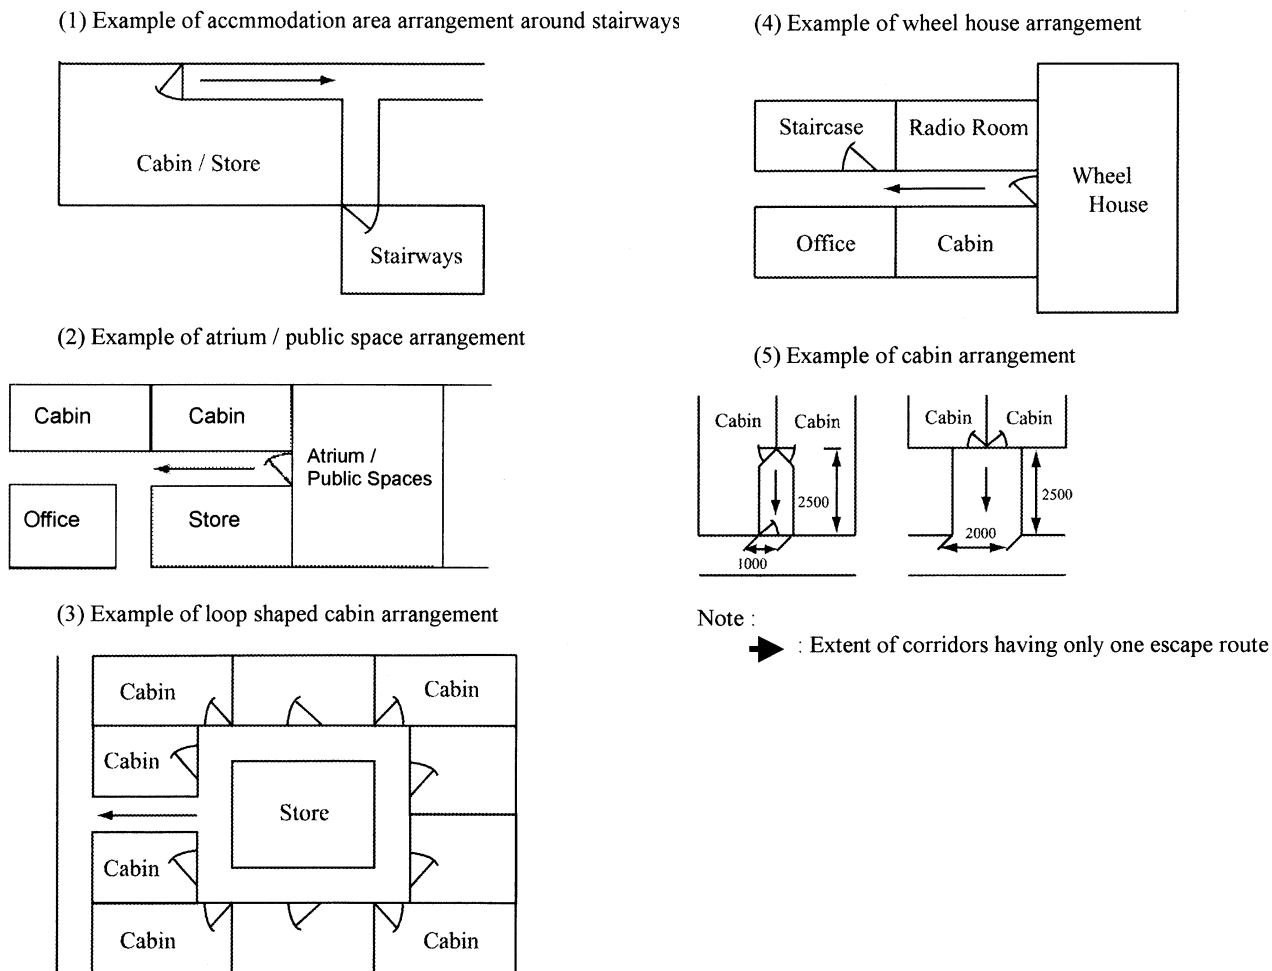 (1) Example of accmmodation area arrangement around stairways
Cabin / Store
Stairways
(2) Example of atrium / public space arrangement
Cabin
Cabin
Atrium /
Public Spaces
Office
Store
(3) Example of loop shaped cabin arrangement
Cabin
Cabin
Cabin
Store
Cabin
Cabin
Cabin
(4) Example of wheel house arrangement
Staircase
Radio Room
Wheel
House
Office
Cabin
(5) Example of cabin arrangement
Cabin
Cabin
2500
1000
Cabin
Cabin
2500
2000
Note :
: Extent of corridors having only one escape route